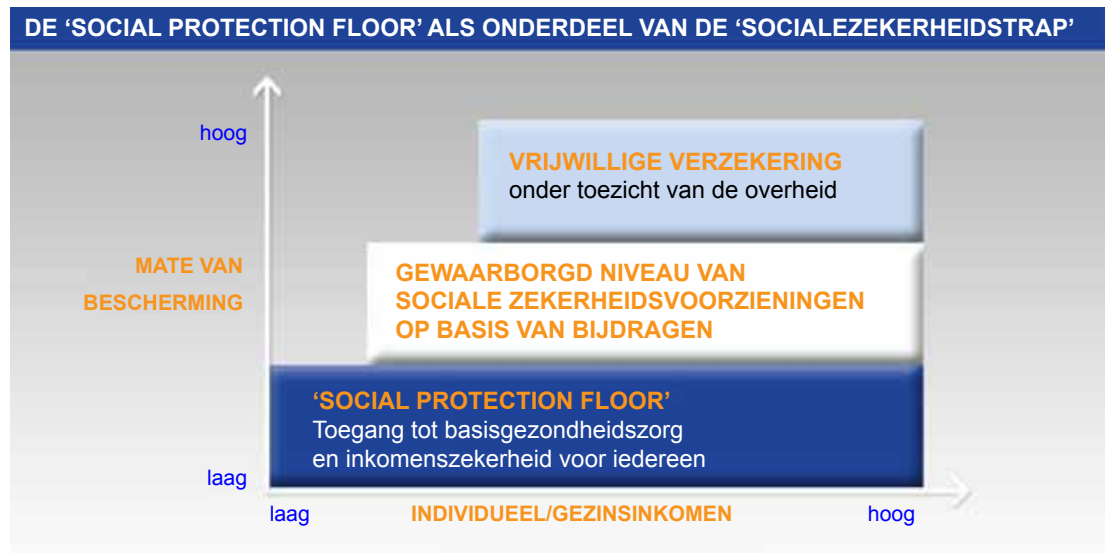 DE ‘SOCIAL PROTECTION FLOOR’ ALS ONDERDEEL VAN DE ‘SOCIALEZEKERHEIDSTRAP’
hoog
VRIJWILLIGE VERZEKERING
onder toezicht van de overheid
MATE VAN
BESCHERMING
GEWAARBORGD NIVEAU VAN
SOCIALE ZEKERHEIDSVOORZIENINGEN
OP BASIS VAN BIJDRAGEN
‘SOCIAL PROTECTION FLOOR’
Toegang tot basisgezondheidszorg
en inkomenszekerheid voor iedereen
laag
laag
INDIVIDUEEL/GEZINSINKOMEN
hoog